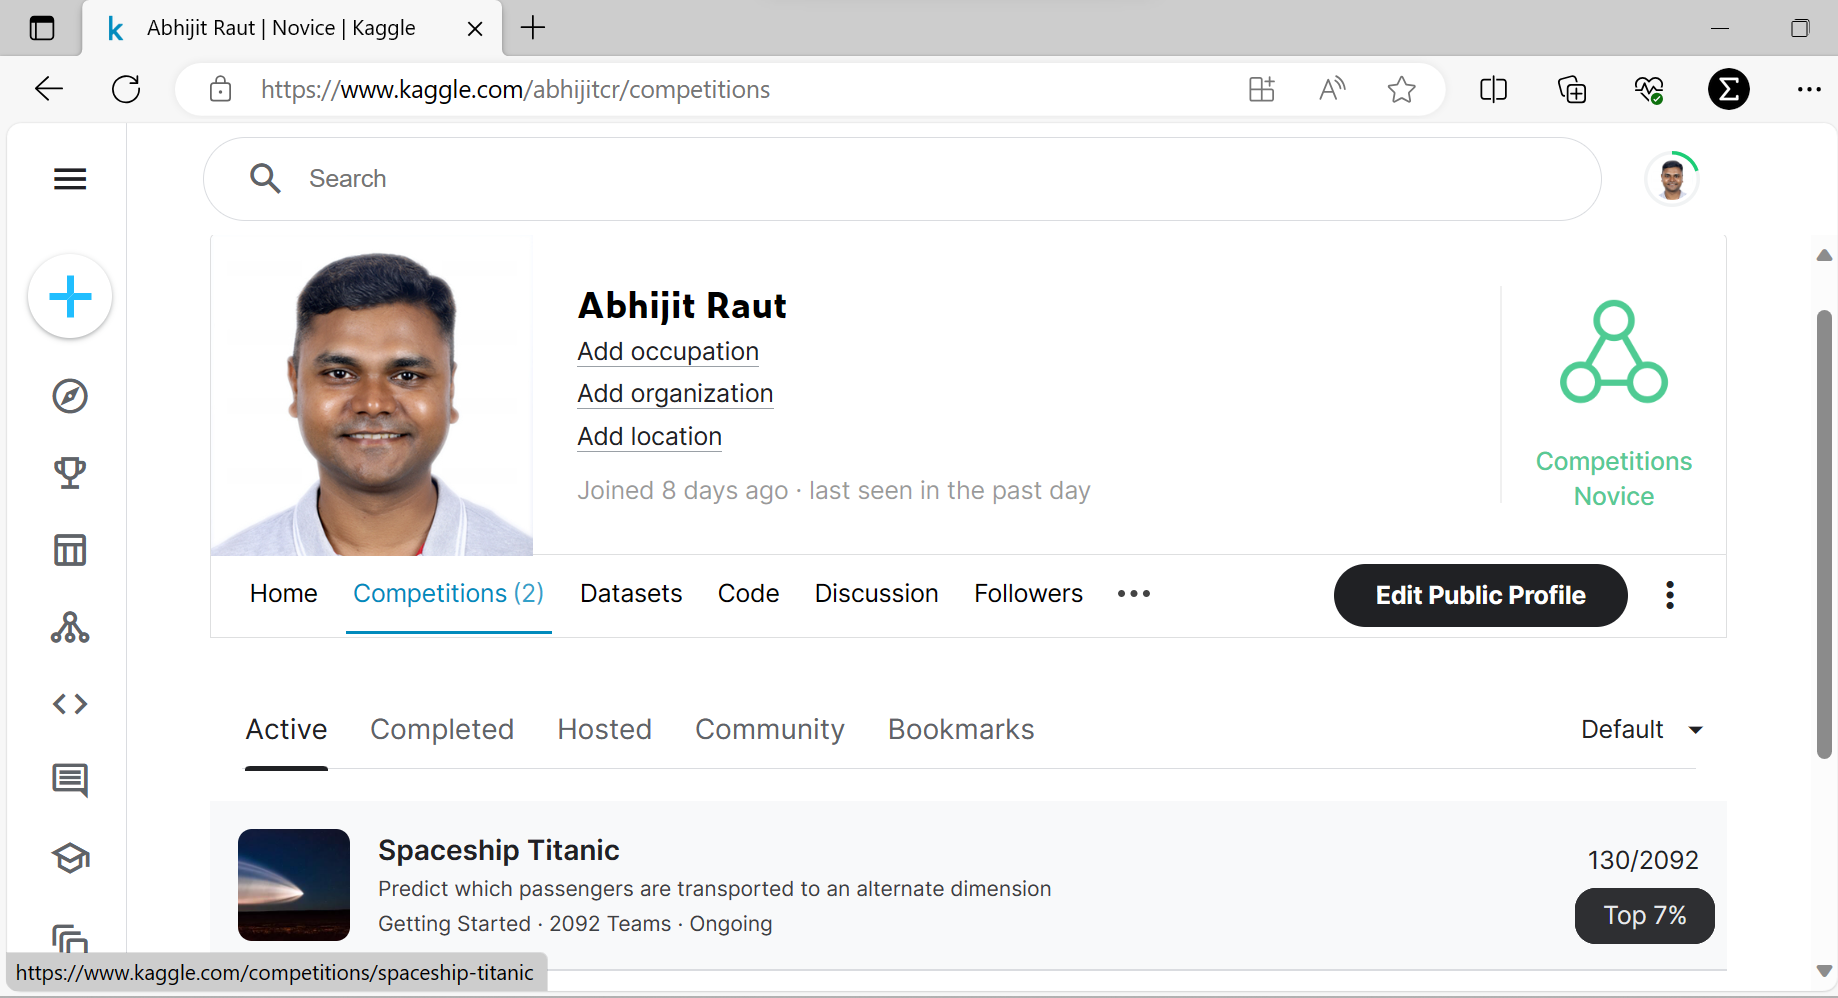 Abhijit Raut | Novice | Kaggle
https://www.kaggle.com/abhijitcr/competitions
Search
Abhijit Raut
Add occupation
Add organization
Add location
Joined 8 days ago · last seen in the past day
Competitions
Novice
Home Competitions (2) Datasets Code Discussion Followers
Edit Public Profile
Active Completed Hosted Community Bookmarks
Default
Spaceship Titanic
Predict which passengers are transported to an alternate dimension
Getting Started · 2092 Teams · Ongoing
130/2092
Top 7%
https://www.kaggle.com/competitions/spaceship-titanic